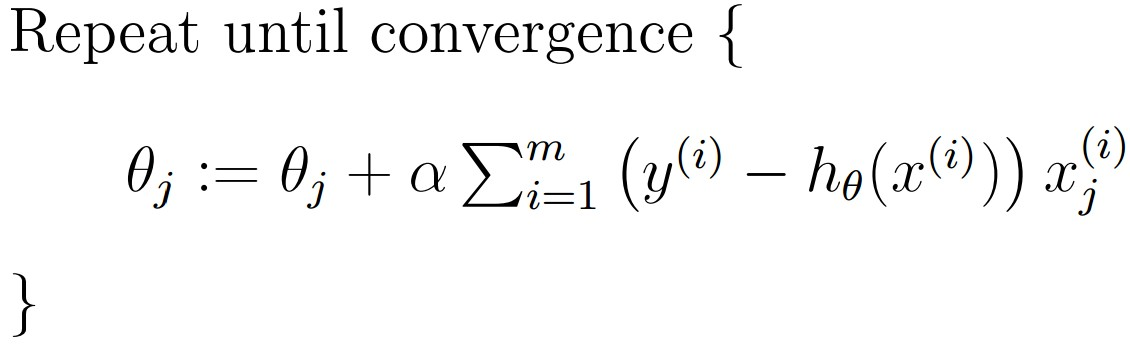 Repeat until convergence {
θ_j := θ_j + α ∑_{i=1}^{m} (y^{(i)} − h_θ(x^{(i)})) x_j^{(i)}
}